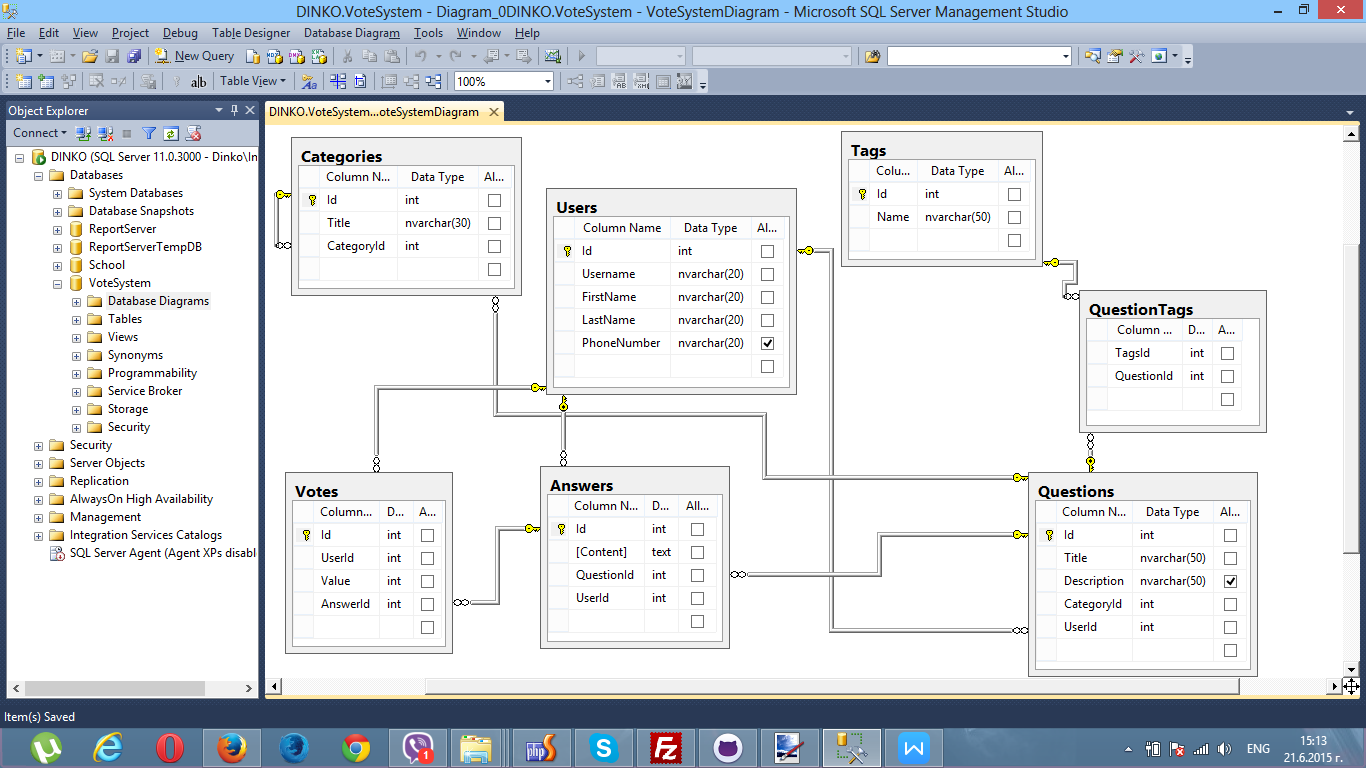 DINKO.VoteSystem - Diagram_0DINKO.VoteSystem - VoteSystemDiagram - Microsoft SQL Server Management Studio
File Edit View Project Debug Table Designer Database Diagram Tools Window Help
New Query
ab| Table View 100%
Object Explorer
Connect
DINKO (SQL Server 11.0.3000 - Dinko\In
Databases
System Databases
Database Snapshots
ReportServer
ReportServerTempDB
School
VoteSystem
Database Diagrams
Tables
Views
Synonyms
Programmability
Service Broker
Storage
Security
Security
Server Objects
Replication
AlwaysOn High Availability
Management
Integration Services Catalogs
SQL Server Agent (Agent XPs disabl
DINKO.VoteSystem...oteSystemDiagram
Categories
Column N... Data Type Al...
Id int
Title nvarchar(30)
CategoryId int
Users
Column Name Data Type Al...
Id int
Username nvarchar(20)
FirstName nvarchar(20)
LastName nvarchar(20)
PhoneNumber nvarchar(20)
Tags
Colu... Data Type Al...
Id int
Name nvarchar(50)
QuestionTags
Column ... D... A...
TagsId int
QuestionId int
Votes
Column... D... A...
Id int
UserId int
Value int
AnswerId int
Answers
Column N... D... All...
Id int
[Content] text
QuestionId int
UserId int
Questions
Column N... Data Type Al...
Id int
Title nvarchar(50)
Description nvarchar(50)
CategoryId int
UserId int
Item(s) Saved
ENG
15:13
21.6.2015 г.